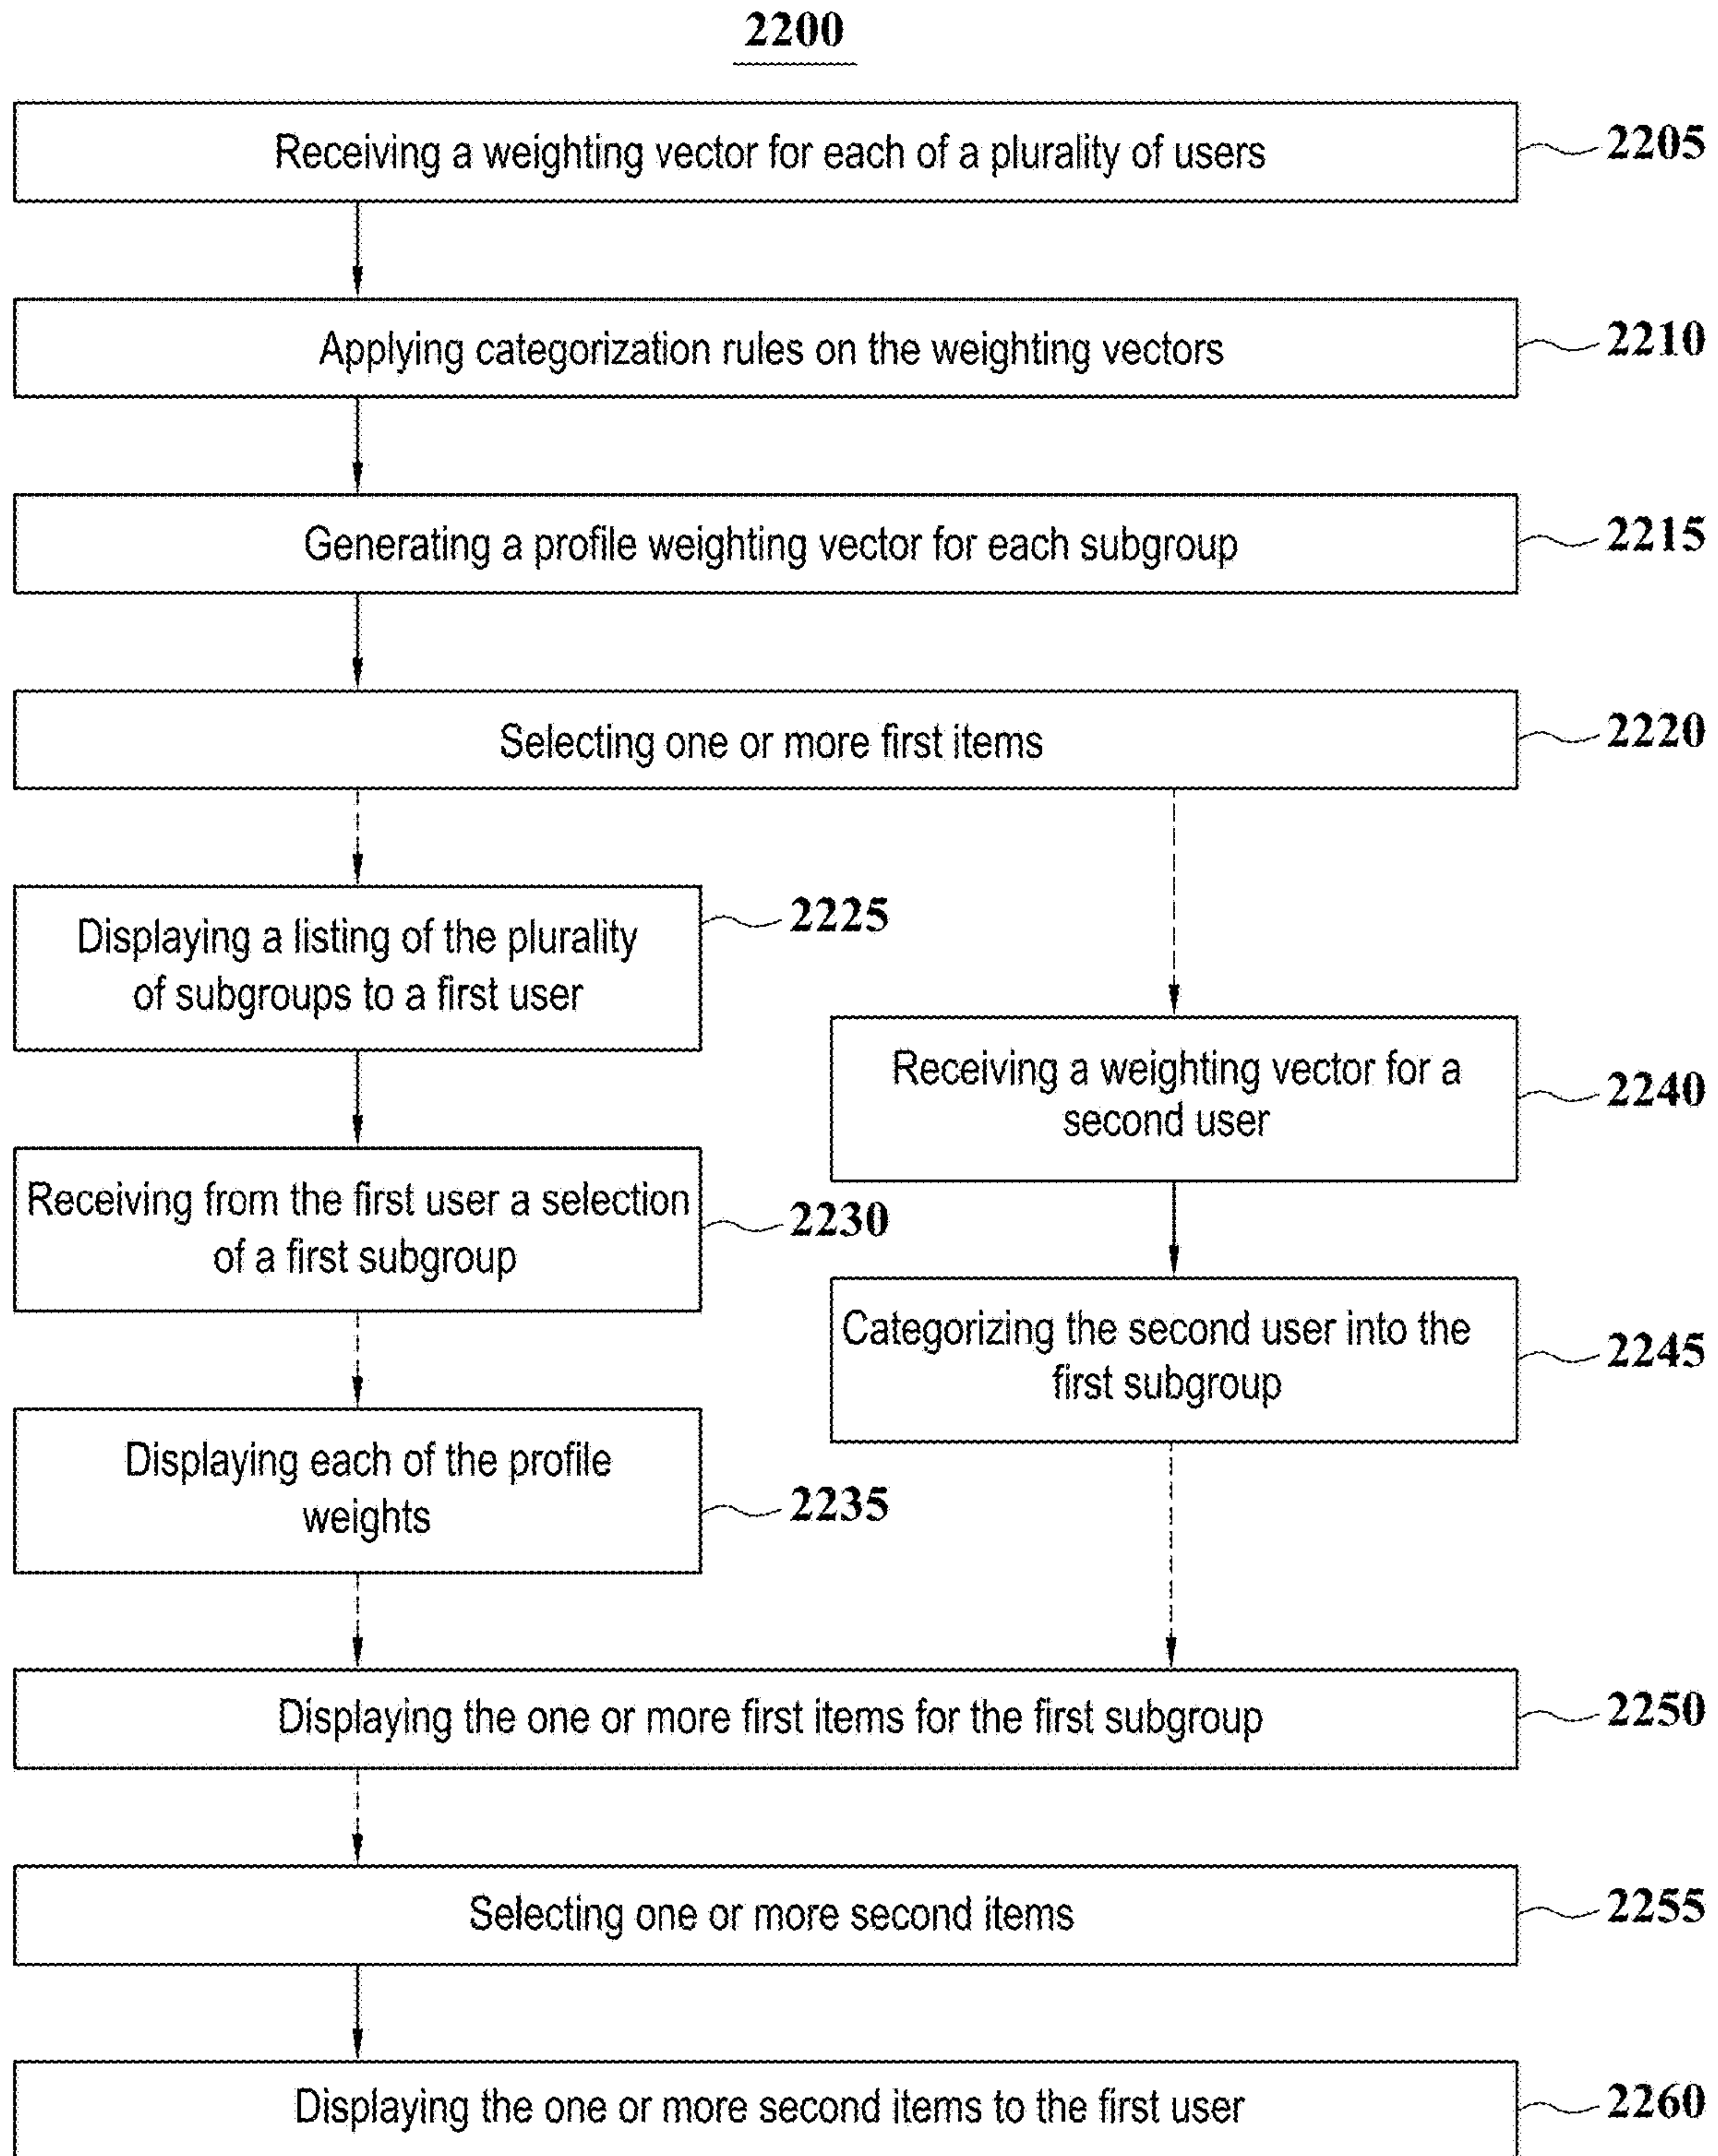 2200
Receiving a weighting vector for each of a plurality of users
2205
Applying categorization rules on the weighting vectors
2210
Generating a profile weighting vector for each subgroup
2215
Selecting one or more first items
2220
Displaying a listing of the plurality
of subgroups to a first user
2225
Receiving from the first user a selection
of a first subgroup
2230
Displaying each of the profile
weights
2235
Receiving a weighting vector for a
second user
2240
Categorizing the second user into the
first subgroup
2245
Displaying the one or more first items for the first subgroup
2250
Selecting one or more second items
2255
Displaying the one or more second items to the first user
2260